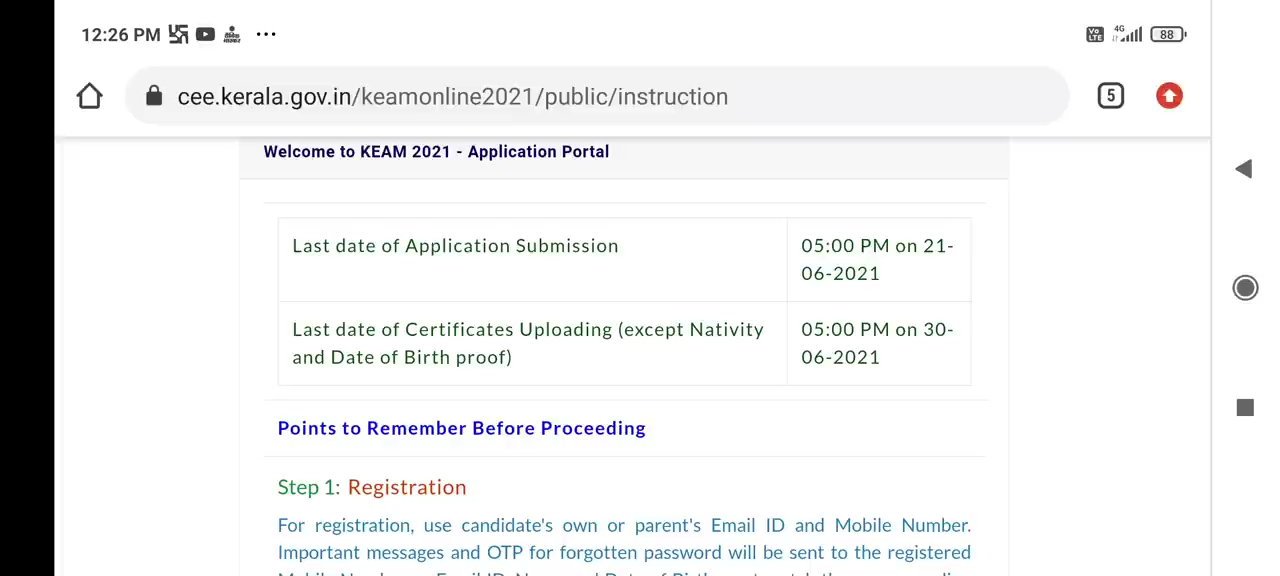 12:26 PM
4G
Vo
LTE
88
cee.kerala.gov.in/keamonline2021/public/instruction
5
Welcome to KEAM 2021 - Application Portal
Last date of Application Submission
05:00 PM on 21-
06-2021
Last date of Certificates Uploading (except Nativity
and Date of Birth proof)
05:00 PM on 30-
06-2021
Points to Remember Before Proceeding
Step 1: Registration
For registration, use candidate's own or parent's Email ID and Mobile Number.
Important messages and OTP for forgotten password will be sent to the registered